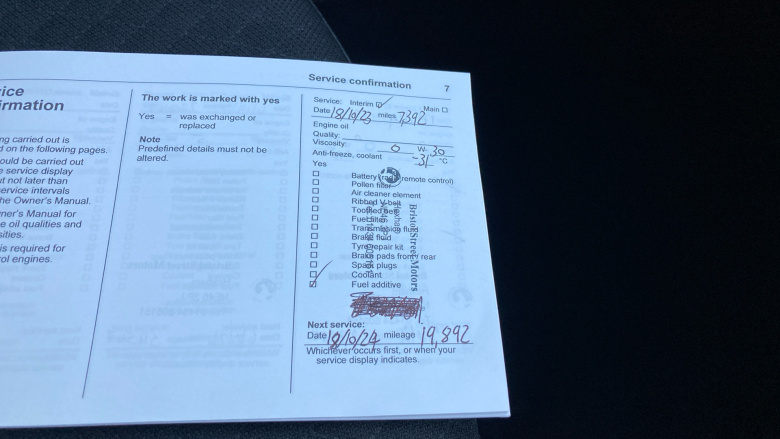 Service confirmation 7
ice
irmation
ng carried out is
d on the following pages.
ould be carried out
e service display
ut not later than
ervice intervals
he Owner's Manual.
ner's Manual for
e oil qualities and
sities.
is required for
rol engines.
The work is marked with yes
Yes = was exchanged or
replaced
Note
Predefined details must not be
altered.
Service: Interim Main
Date 18/10/23 miles 7,392
Engine oil
Quality:
Viscosity: 0 W- 30
Anti-freeze, coolant -31 °C
Yes
Battery (radio remote control)
Pollen filter
Air cleaner element
Ribbed V-belt
Toothed belt
Fuel filter
Transmission fluid
Brake fluid
Tyre repair kit
Brake pads front / rear
Spark plugs
Coolant
Fuel additive
Bristol Street Motors
Next service:
Date 18/10/24 mileage 19,892
Whichever occurs first, or when your
service display indicates.